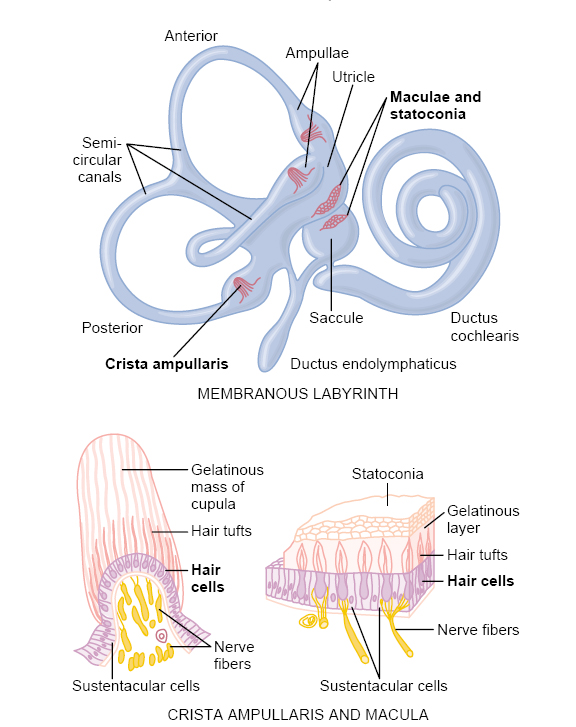 Anterior
Ampullae
Utricle
Maculae and
statoconia
Semi-
circular
canals
Posterior
Saccule
Ductus
cochlearis
Crista ampullaris
Ductus endolymphaticus
MEMBRANOUS LABYRINTH
Gelatinous
mass of
cupula
Hair tufts
Hair
cells
Nerve
fibers
Sustentacular cells
Statoconia
Gelatinous
layer
Hair tufts
Hair cells
Nerve fibers
Sustentacular cells
CRISTA AMPULLARIS AND MACULA